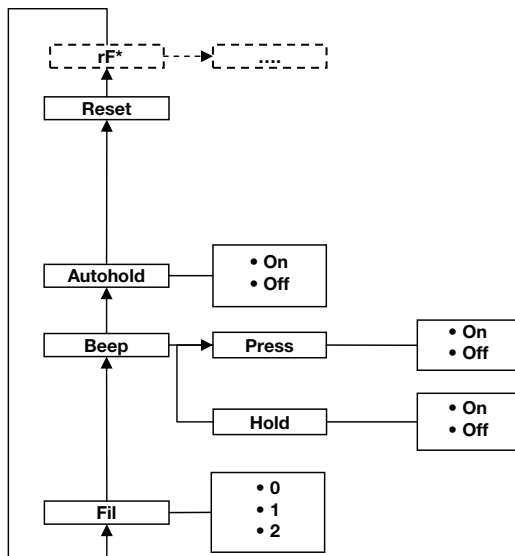 rF*
....
Reset
Autohold
• On
• Off
Beep
Press
• On
• Off
Hold
• On
• Off
Fil
• 0
• 1
• 2